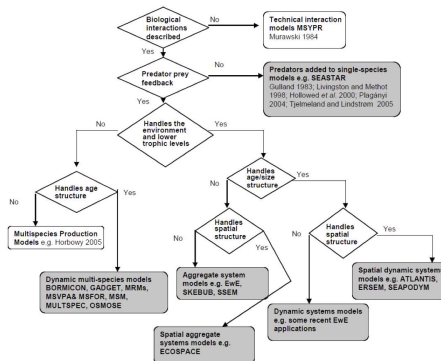 Biological
interactions
described
No
Technical interaction
models MSYPR
Murawski 1984
Yes
Predator prey
feedback
No
Predators added to single-species
models e.g. SEASTAR
Gulland 1983; Livingston and Methot
1998; Hollowed et al. 2000; Plagányi
2004; Tjelmeland and Lindstrøm 2005
Yes
Handles the
environment
and lower
trophic levels
No
Yes
Handles age
structure
No
Yes
Multispecies Production
Models e.g. Horbowy 2005
Dynamic multi-species models
BORMICON, GADGET, MRMs,
MSVPA& MSFOR, MSM,
MULTSPEC, OSMOSE
Handles
age/size
structure
No
Yes
Handles
spatial
structure
No
Yes
Aggregate system
models e.g. EwE,
SKEBUB, SSEM
Spatial aggregate
systems models e.g.
ECOSPACE
Handles
spatial
structure
No
Yes
Dynamic systems models
e.g. some recent EwE
applications
Spatial dynamic systems
models e.g. ATLANTIS,
ERSEM, SEAPODYM